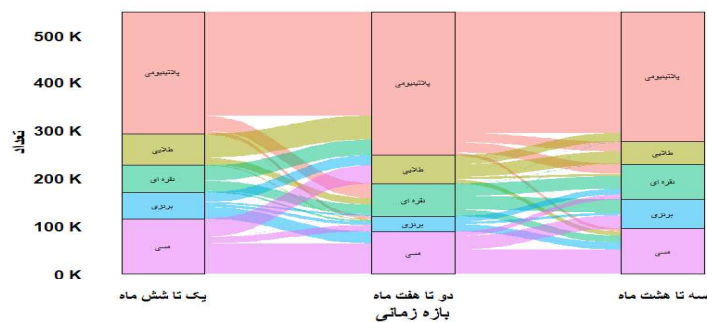 500 K
400 K
300 K
200 K
100 K
0 K
تعداد
پلاتینیومی
طلایی
نقره ای
برنزی
مسی
پلاتینیومی
طلایی
نقره ای
برنزی
مسی
پلاتینیومی
طلایی
نقره ای
برنزی
مسی
یک تا شش ماه
دو تا هفت ماه
سه تا هشت ماه
بازه زمانی